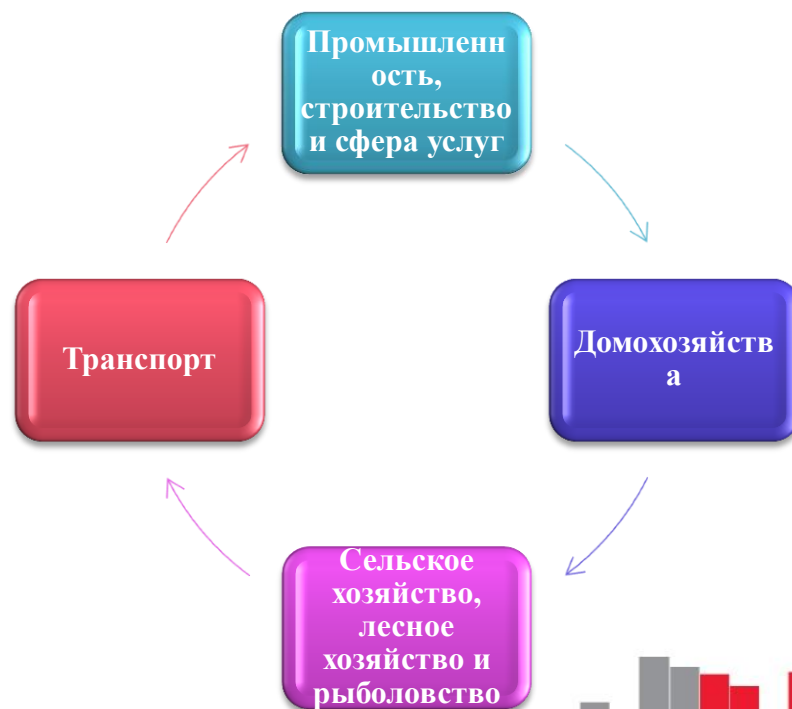 Промышленн
ость,
строительство
и сфера услуг
Транспорт
Домохозяйств
а
Сельское
хозяйство,
лесное
хозяйство и
рыболовство